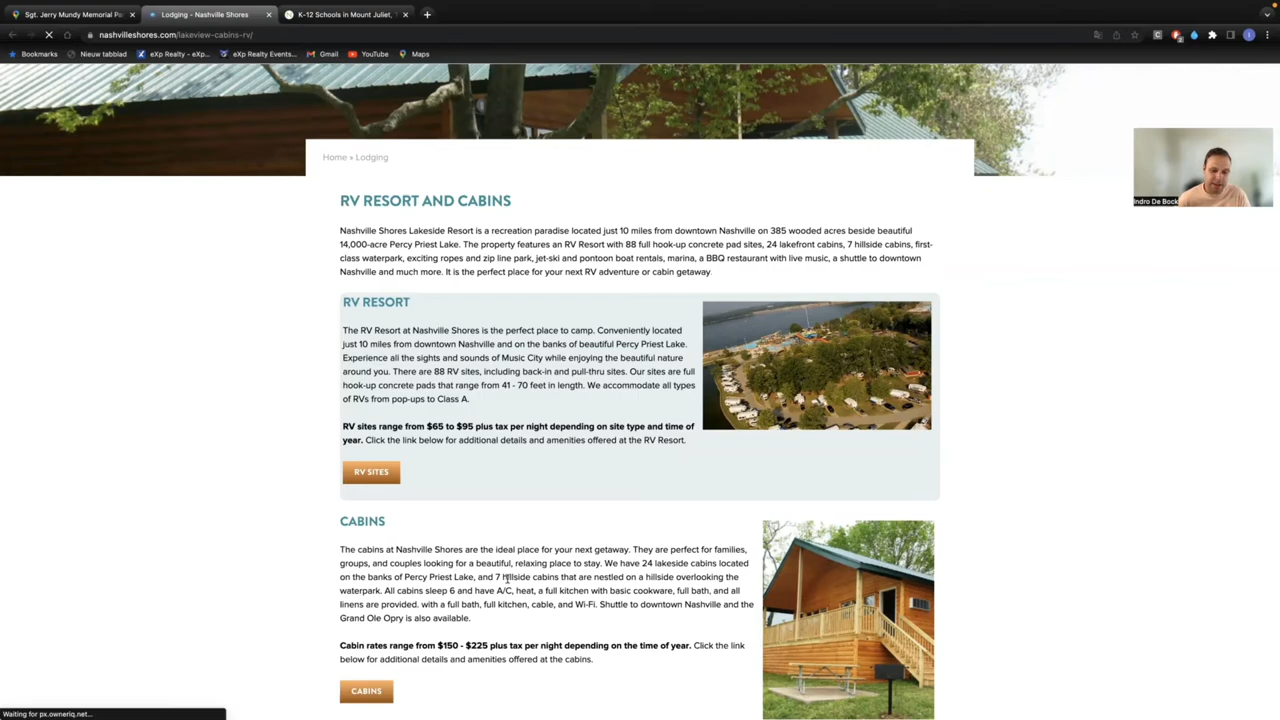 Sgt. Jerry Mundy Memorial Pa
Lodging - Nashville Shores
K-12 Schools in Mount Juliet,
nashvilleshores.com/lakeview-cabins-rv/
Bookmarks
Nieuw tabblad
eXp Realty - eXp...
eXp Realty Events...
Gmail
YouTube
Maps
Home » Lodging
Indro De Bock
RV RESORT AND CABINS
Nashville Shores Lakeside Resort is a recreation paradise located just 10 miles from downtown Nashville on 385 wooded acres beside beautiful
14,000-acre Percy Priest Lake. The property features an RV Resort with 88 full hook-up concrete pad sites, 24 lakefront cabins, 7 hillside cabins, first-
class waterpark, exciting ropes and zip line park, jet-ski and pontoon boat rentals, marina, a BBQ restaurant with live music, a shuttle to downtown
Nashville and much more. It is the perfect place for your next RV adventure or cabin getaway.
RV RESORT
The RV Resort at Nashville Shores is the perfect place to camp. Conveniently located
just 10 miles from downtown Nashville and on the banks of beautiful Percy Priest Lake.
Experience all the sights and sounds of Music City while enjoying the beautiful nature
around you. There are 88 RV sites, including back-in and pull-thru sites. Our sites are full
hook-up concrete pads that range from 41 - 70 feet in length. We accommodate all types
of RVs from pop-ups to Class A.
RV sites range from $65 to $95 plus tax per night depending on site type and time of
year. Click the link below for additional details and amenities offered at the RV Resort.
RV SITES
CABINS
The cabins at Nashville Shores are the ideal place for your next getaway. They are perfect for families,
groups, and couples looking for a beautiful, relaxing place to stay. We have 24 lakeside cabins located
on the banks of Percy Priest Lake, and 7 hillside cabins that are nestled on a hillside overlooking the
waterpark. All cabins sleep 6 and have A/C, heat, a full kitchen with basic cookware, full bath, and all
linens are provided. with a full bath, full kitchen, cable, and Wi-Fi. Shuttle to downtown Nashville and the
Grand Ole Opry is also available.
Cabin rates range from $150 - $225 plus tax per night depending on the time of year. Click the link
below for additional details and amenities offered at the cabins.
CABINS
Waiting for px.owneriq.net...